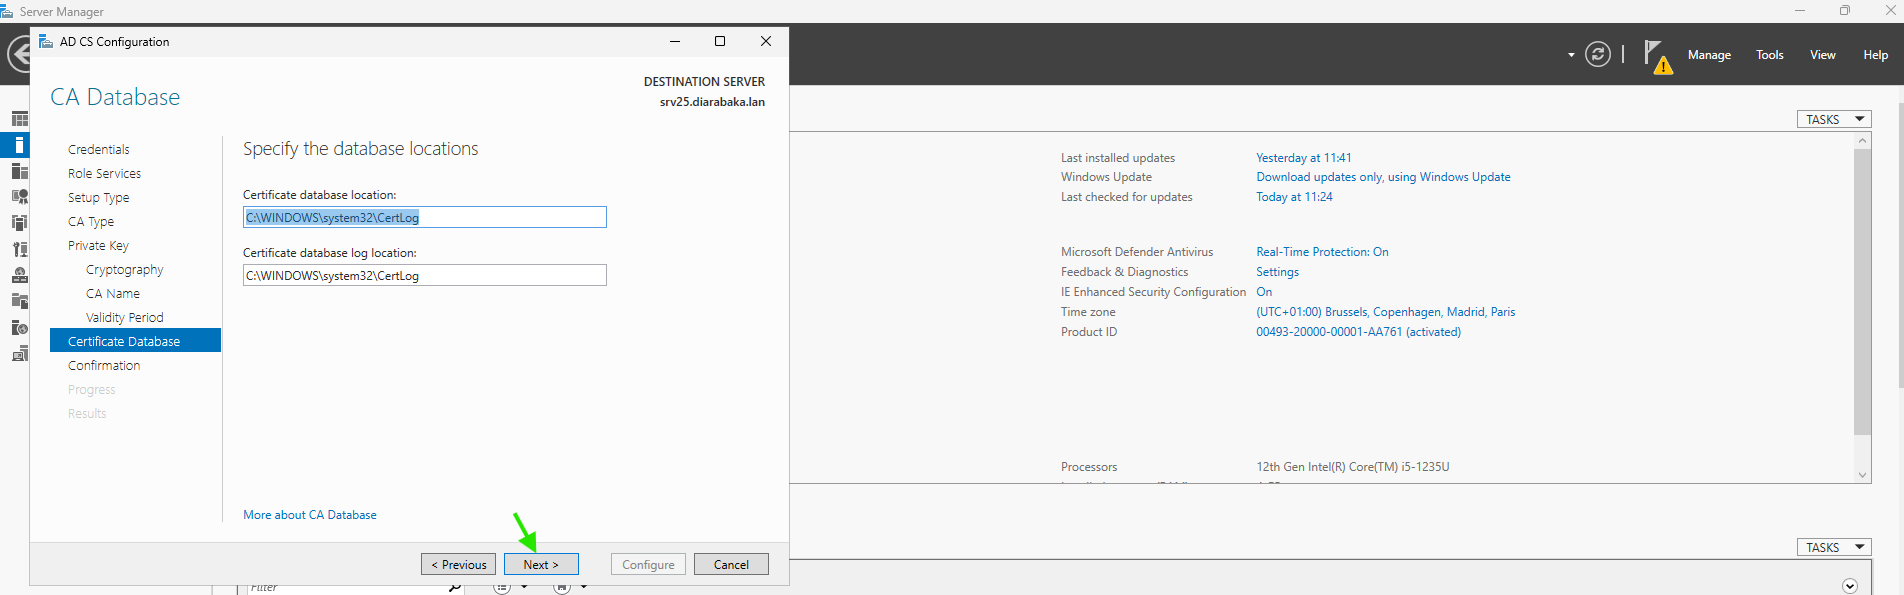 Server Manager
AD CS Configuration
Manage Tools View Help
DESTINATION SERVER
srv25.diarabaka.lan
CA Database
TASKS
Credentials
Role Services
Setup Type
CA Type
Private Key
Cryptography
CA Name
Validity Period
Certificate Database
Confirmation
Progress
Results
Specify the database locations
Certificate database location:
C:\WINDOWS\system32\CertLog
Certificate database log location:
C:\WINDOWS\system32\CertLog
More about CA Database
< Previous Next > Configure Cancel
Last installed updates Yesterday at 11:41
Windows Update Download updates only, using Windows Update
Last checked for updates Today at 11:24
Microsoft Defender Antivirus Real-Time Protection: On
Feedback & Diagnostics Settings
IE Enhanced Security Configuration On
Time zone (UTC+01:00) Brussels, Copenhagen, Madrid, Paris
Product ID 00493-20000-00001-AA761 (activated)
Processors 12th Gen Intel(R) Core(TM) i5-1235U
TASKS
Filter